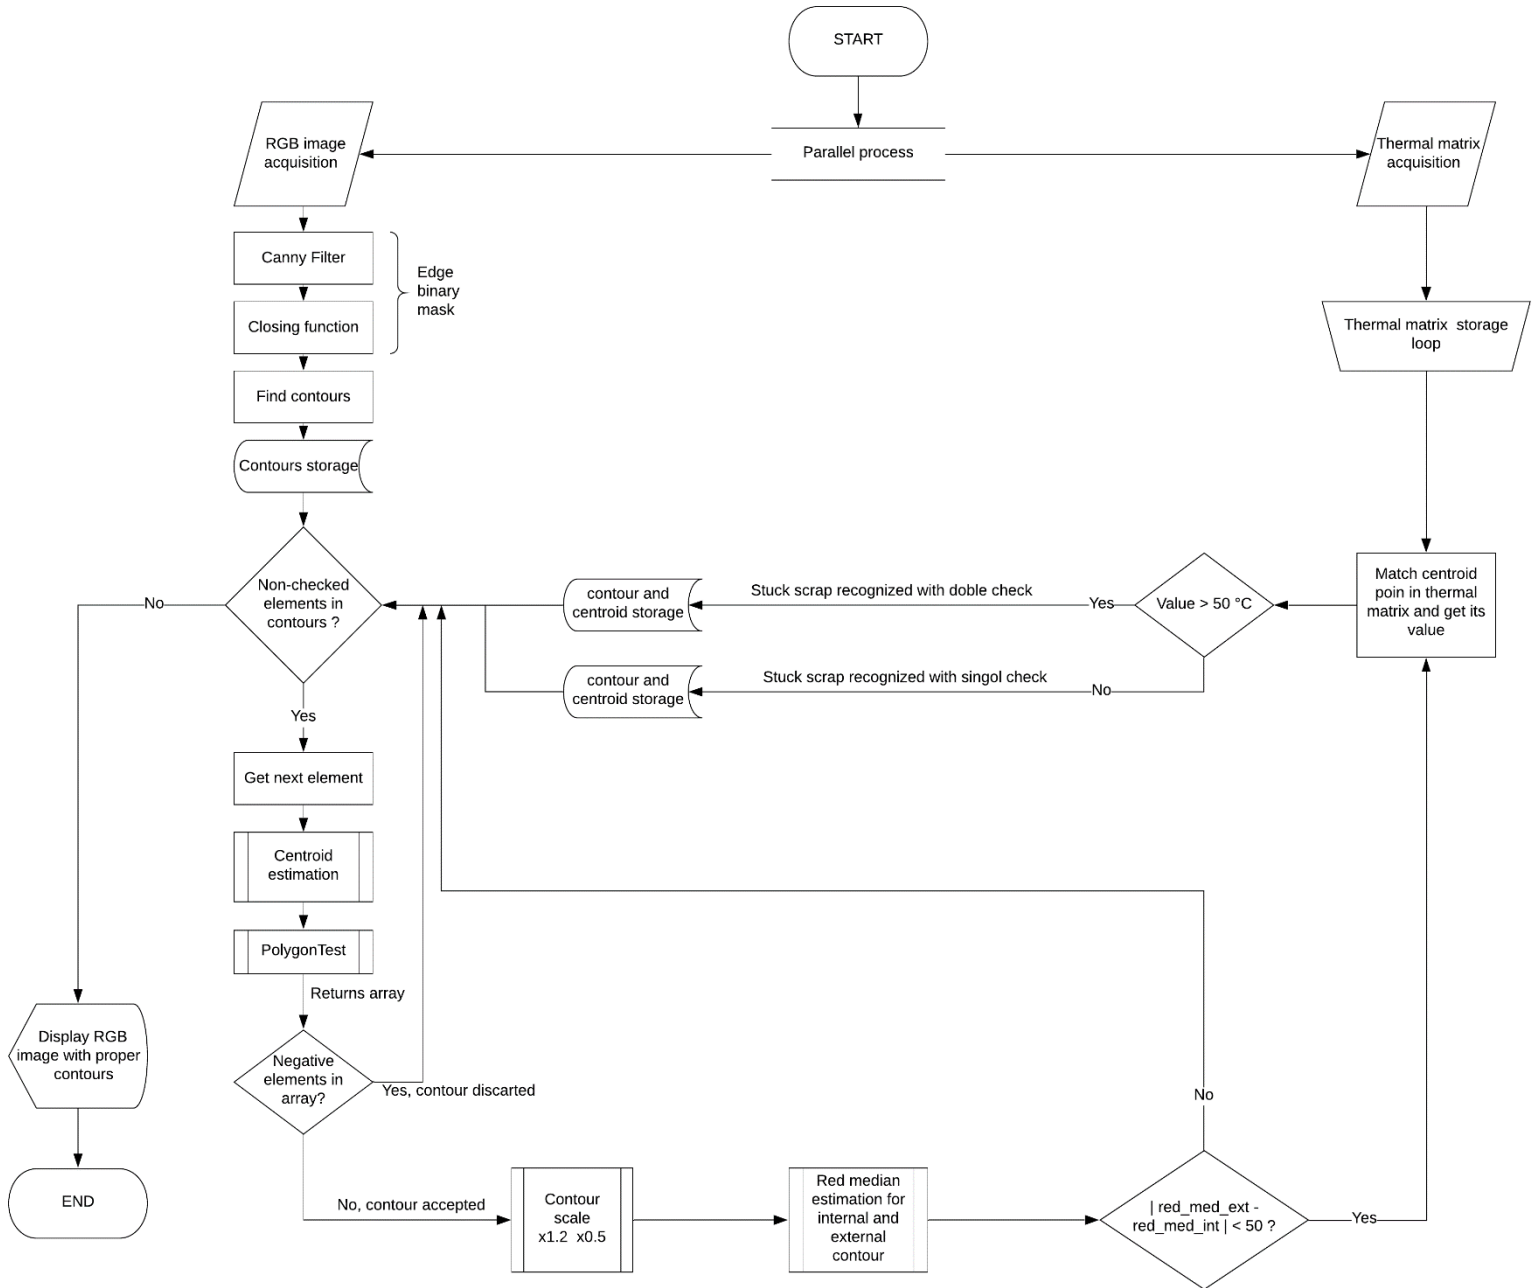 START
RGB image
acquisition
Parallel process
Thermal matrix
acquisition
Canny Filter
Edge
binary
mask
Closing function
Thermal matrix storage
loop
Find contours
Contours storage
Non-checked
elements in
contours ?
No
contour and
centroid storage
Stuck scrap recognized with doble check
Yes
Value > 50 °C
Match centroid
poin in thermal
matrix and get its
value
contour and
centroid storage
Stuck scrap recognized with singol check
No
Yes
Get next element
Centroid
estimation
PolygonTest
Returns array
Display RGB
image with proper
contours
Negative
elements in
array?
Yes, contour discarted
No
END
No, contour accepted
Contour
scale
x1.2 x0.5
Red median
estimation for
internal and
external
contour
| red_med_ext -
red_med_int | < 50 ?
Yes